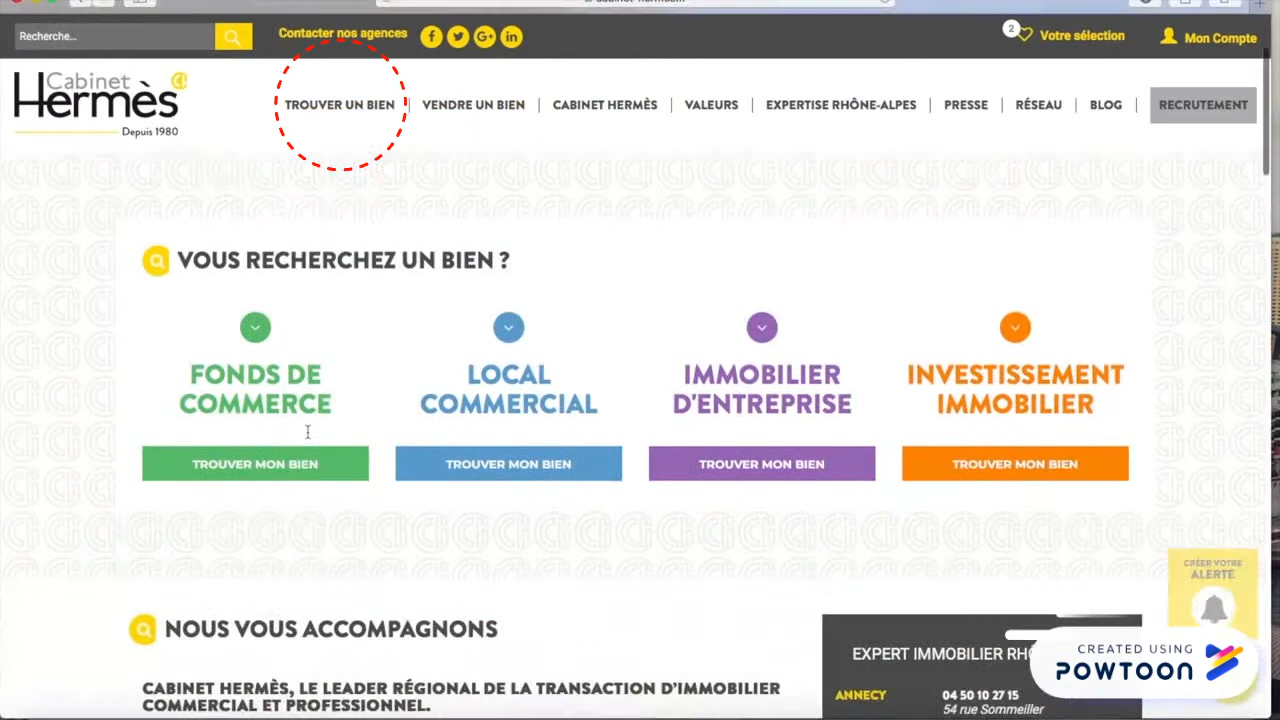 Recherche...
Contacter nos agences
2
Votre sélection
Mon Compte
Cabinet
Hermès
Depuis 1980
TROUVER UN BIEN
VENDRE UN BIEN
CABINET HERMÈS
VALEURS
EXPERTISE RHÔNE-ALPES
PRESSE
RÉSEAU
BLOG
RECRUTEMENT
VOUS RECHERCHEZ UN BIEN ?
FONDS DE
COMMERCE
TROUVER MON BIEN
LOCAL
COMMERCIAL
TROUVER MON BIEN
IMMOBILIER
D'ENTREPRISE
TROUVER MON BIEN
INVESTISSEMENT
IMMOBILIER
TROUVER MON BIEN
CRÉER VOTRE
ALERTE
NOUS VOUS ACCOMPAGNONS
CABINET HERMÈS, LE LEADER RÉGIONAL DE LA TRANSACTION D’IMMOBILIER
COMMERCIAL ET PROFESSIONNEL.
EXPERT IMMOBILIER
ANNECY
04 50 10 27 15
54 rue Sommeiller
CREATED USING
POWTOON